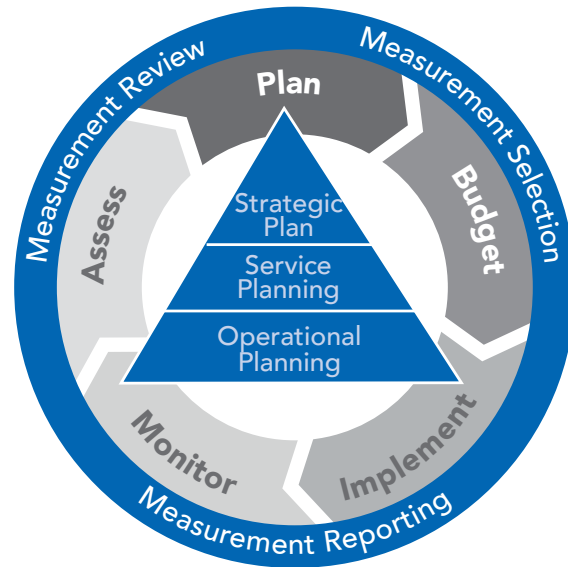 Measurement Review
Measurement Selection
Plan
Budget
Assess
Strategic
Plan
Service
Planning
Operational
Planning
Monitor
Implement
Measurement Reporting